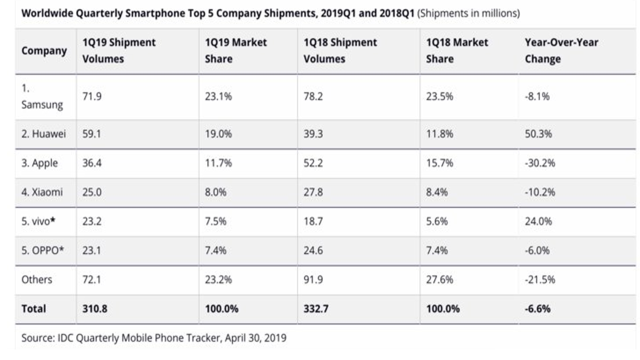 Worldwide Quarterly Smartphone Top 5 Company Shipments, 2019Q1 and 2018Q1 (Shipments in millions)
Company 1Q19 Shipment Volumes 1Q19 Market Share 1Q18 Shipment Volumes 1Q18 Market Share Year-Over-Year Change
1. Samsung 71.9 23.1% 78.2 23.5% -8.1%
2. Huawei 59.1 19.0% 39.3 11.8% 50.3%
3. Apple 36.4 11.7% 52.2 15.7% -30.2%
4. Xiaomi 25.0 8.0% 27.8 8.4% -10.2%
5. vivo* 23.2 7.5% 18.7 5.6% 24.0%
5. OPPO* 23.1 7.4% 24.6 7.4% -6.0%
Others 72.1 23.2% 91.9 27.6% -21.5%
Total 310.8 100.0% 332.7 100.0% -6.6%
Source: IDC Quarterly Mobile Phone Tracker, April 30, 2019